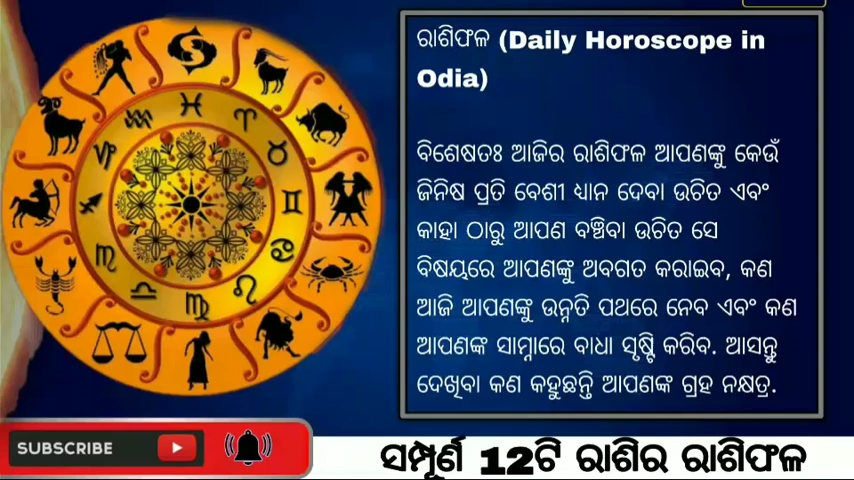 ରାଶିଫଳ (Daily Horoscope in
Odia)
ବିଶେଷତଃ ଆଜିର ରାଶିଫଳ ଆପଣଙ୍କୁ କେଉଁ
ଜିନିଷ ପ୍ରତି ବେଶୀ ଧ୍ୟାନ ଦେବା ଉଚିତ ଏବଂ
କାହା ଠାରୁ ଆପଣ ବଞ୍ଚିବା ଉଚିତ ସେ
ବିଷୟରେ ଆପଣଙ୍କୁ ଅବଗତ କରାଇବ, କଣ
ଆଜି ଆପଣଙ୍କୁ ଉନ୍ନତି ପଥରେ ନେବ ଏବଂ କଣ
ଆପଣଙ୍କ ସାମ୍ନାରେ ବାଧା ସୃଷ୍ଟି କରିବ. ଆସନ୍ତୁ
ଦେଖିବା କଣ କହୁଛନ୍ତି ଆପଣଙ୍କ ଗ୍ରହ ନକ୍ଷତ୍ର.
SUBSCRIBE
ସମ୍ପୂର୍ଣ 12ଟି ରାଶିର ରାଶିଫଳ